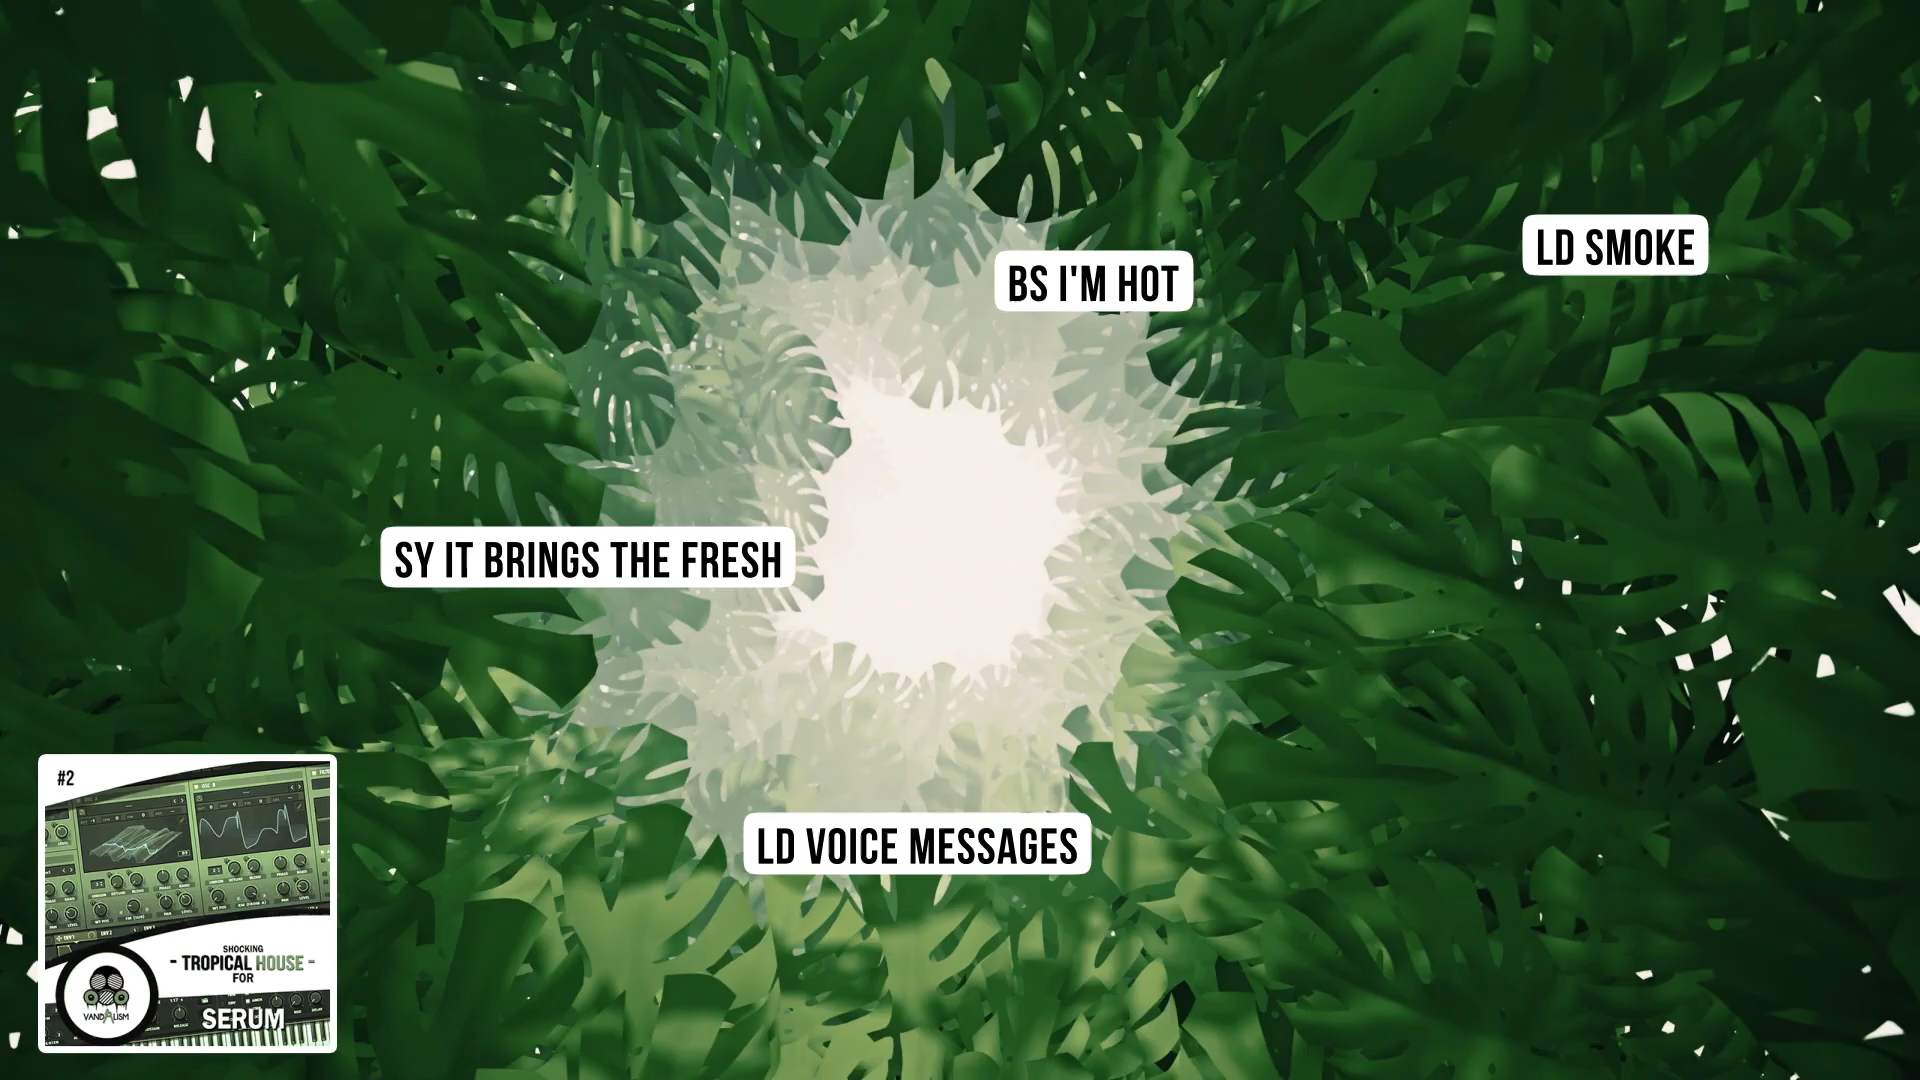 LD SMOKE
BS I'M HOT
SY IT BRINGS THE FRESH
LD VOICE MESSAGES
#2
SHOCKING
- TROPICAL HOUSE -
FOR
VANDALISM
SERUM